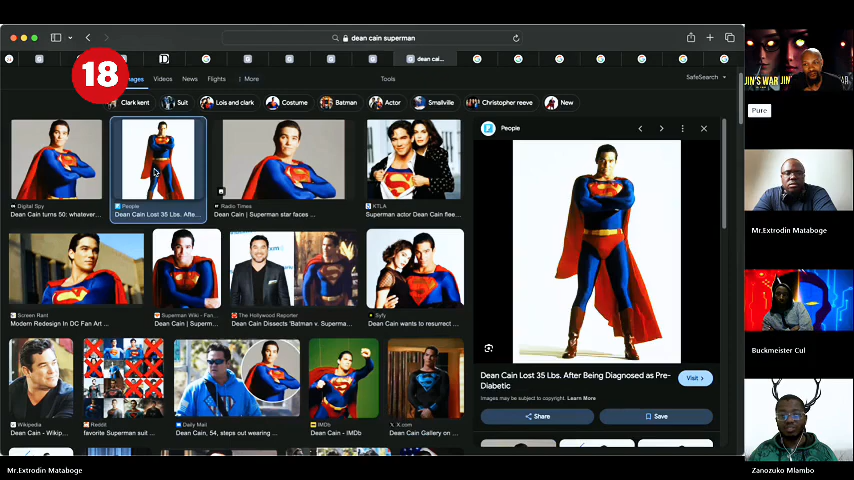 dean cain superman
dean cai...
18
Images
Videos
News
Flights
More
Tools
SafeSearch
Clark kent
Suit
Lois and clark
Costume
Batman
Actor
Smallville
Christopher reeve
New
Digital Spy
Dean Cain turns 50: whatever...
People
Dean Cain Lost 35 Lbs. Afte...
Radio Times
Dean Cain | Superman star faces ...
KTLA
Superman actor Dean Cain flee...
Screen Rant
Modern Redesign In DC Fan Art ...
Superman Wiki - Fan...
Dean Cain | Superm...
The Hollywood Reporter
Dean Cain Dissects 'Batman v. Superma...
Syfy
Dean Cain wants to resurrect ...
Wikipedia
Dean Cain - Wikip...
Reddit
favorite Superman suit ...
Daily Mail
Dean Cain, 54, steps out wearing ...
IMDb
Dean Cain - IMDb
X.com
Dean Cain Gallery on ...
People
Dean Cain Lost 35 Lbs. After Being Diagnosed as Pre-
Diabetic
Visit
Images may be subject to copyright. Learn More
Share
Save
JIN'S WAR
Pure
Mr.Extrodin Mataboge
Buckmeister Cul
Zanozuko Mlambo
Mr.Extrodin Mataboge